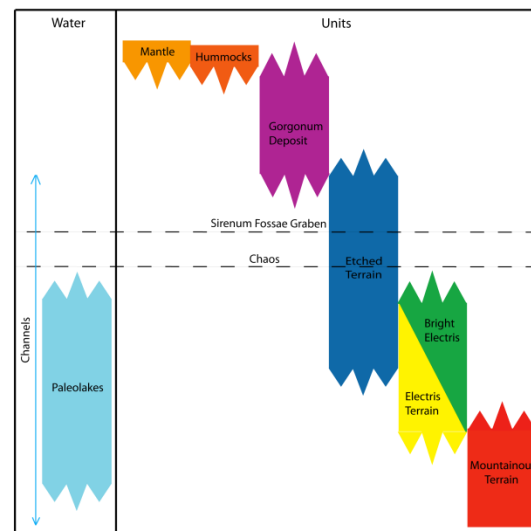 Water
Units
Mantle
Hummocks
Gorgonum
Deposit
Sirenum Fossae Graben
Chaos
Etched
Terrain
Channels
Paleolakes
Bright
Electris
Electris
Terrain
Mountainous
Terrain